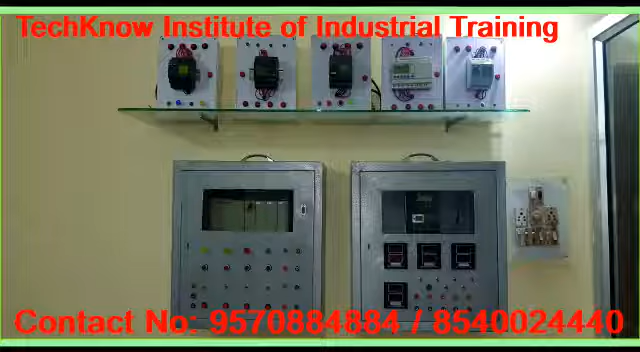 TechKnow Institute of Industrial Training
Contact No: 9570884884 / 8540024440